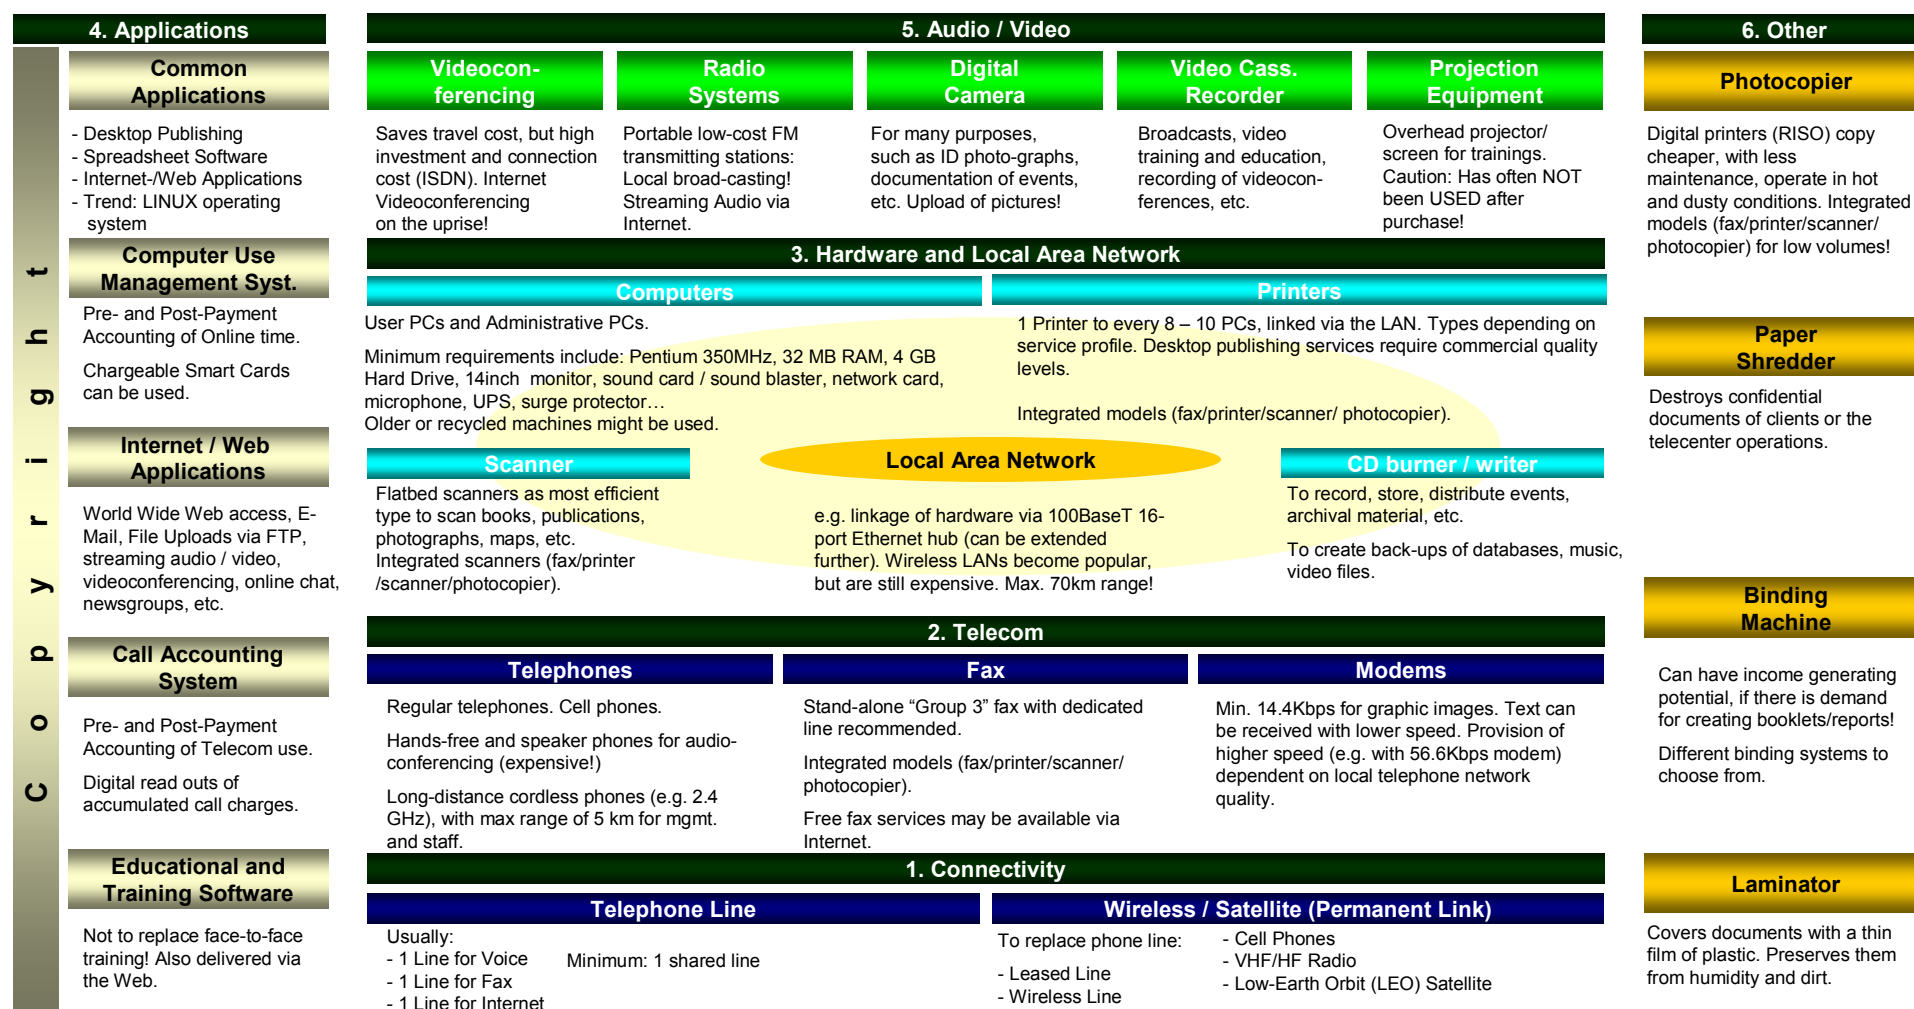 4. Applications
Common
Applications
- Desktop Publishing
- Spreadsheet Software
- Internet-/Web Applications
- Trend: LINUX operating
system
Computer Use
Management Syst.
Pre- and Post-Payment
Accounting of Online time.
Chargeable Smart Cards
can be used.
Internet / Web
Applications
World Wide Web access, E-
Mail, File Uploads via FTP,
streaming audio / video,
videoconferencing, online chat,
newsgroups, etc.
Call Accounting
System
Pre- and Post-Payment
Accounting of Telecom use.
Digital read outs of
accumulated call charges.
Educational and
Training Software
Not to replace face-to-face
training! Also delivered via
the Web.
Copyright
5. Audio / Video
Videocon-
ferencing
Saves travel cost, but high
investment and connection
cost (ISDN). Internet
Videoconferencing
on the uprise!
Radio
Systems
Portable low-cost FM
transmitting stations:
Local broad-casting!
Streaming Audio via
Internet.
Digital
Camera
For many purposes,
such as ID photo-graphs,
documentation of events,
etc. Upload of pictures!
Video Cass.
Recorder
Broadcasts, video
training and education,
recording of videocon-
ferences, etc.
Projection
Equipment
Overhead projector/
screen for trainings.
Caution: Has often NOT
been USED after
purchase!
3. Hardware and Local Area Network
Computers
User PCs and Administrative PCs.
Minimum requirements include: Pentium 350MHz, 32 MB RAM, 4 GB
Hard Drive, 14inch monitor, sound card / sound blaster, network card,
microphone, UPS, surge protector…
Older or recycled machines might be used.
Printers
1 Printer to every 8 – 10 PCs, linked via the LAN. Types depending on
service profile. Desktop publishing services require commercial quality
levels.
Integrated models (fax/printer/scanner/ photocopier).
Scanner
Flatbed scanners as most efficient
type to scan books, publications,
photographs, maps, etc.
Integrated scanners (fax/printer
/scanner/photocopier).
Local Area Network
e.g. linkage of hardware via 100BaseT 16-
port Ethernet hub (can be extended
further). Wireless LANs become popular,
but are still expensive. Max. 70km range!
CD burner / writer
To record, store, distribute events,
archival material, etc.
To create back-ups of databases, music,
video files.
2. Telecom
Telephones
Regular telephones. Cell phones.
Hands-free and speaker phones for audio-
conferencing (expensive!)
Long-distance cordless phones (e.g. 2.4
GHz), with max range of 5 km for mgmt.
and staff.
Fax
Stand-alone “Group 3” fax with dedicated
line recommended.
Integrated models (fax/printer/scanner/
photocopier).
Free fax services may be available via
Internet.
Modems
Min. 14.4Kbps for graphic images. Text can
be received with lower speed. Provision of
higher speed (e.g. with 56.6Kbps modem)
dependent on local telephone network
quality.
1. Connectivity
Telephone Line
Usually:
- 1 Line for Voice
- 1 Line for Fax
- 1 Line for Internet
Minimum: 1 shared line
Wireless / Satellite (Permanent Link)
To replace phone line:
- Leased Line
- Wireless Line
- Cell Phones
- VHF/HF Radio
- Low-Earth Orbit (LEO) Satellite
6. Other
Photocopier
Digital printers (RISO) copy
cheaper, with less
maintenance, operate in hot
and dusty conditions. Integrated
models (fax/printer/scanner/
photocopier) for low volumes!
Paper
Shredder
Destroys confidential
documents of clients or the
telecenter operations.
Binding
Machine
Can have income generating
potential, if there is demand
for creating booklets/reports!
Different binding systems to
choose from.
Laminator
Covers documents with a thin
film of plastic. Preserves them
from humidity and dirt.